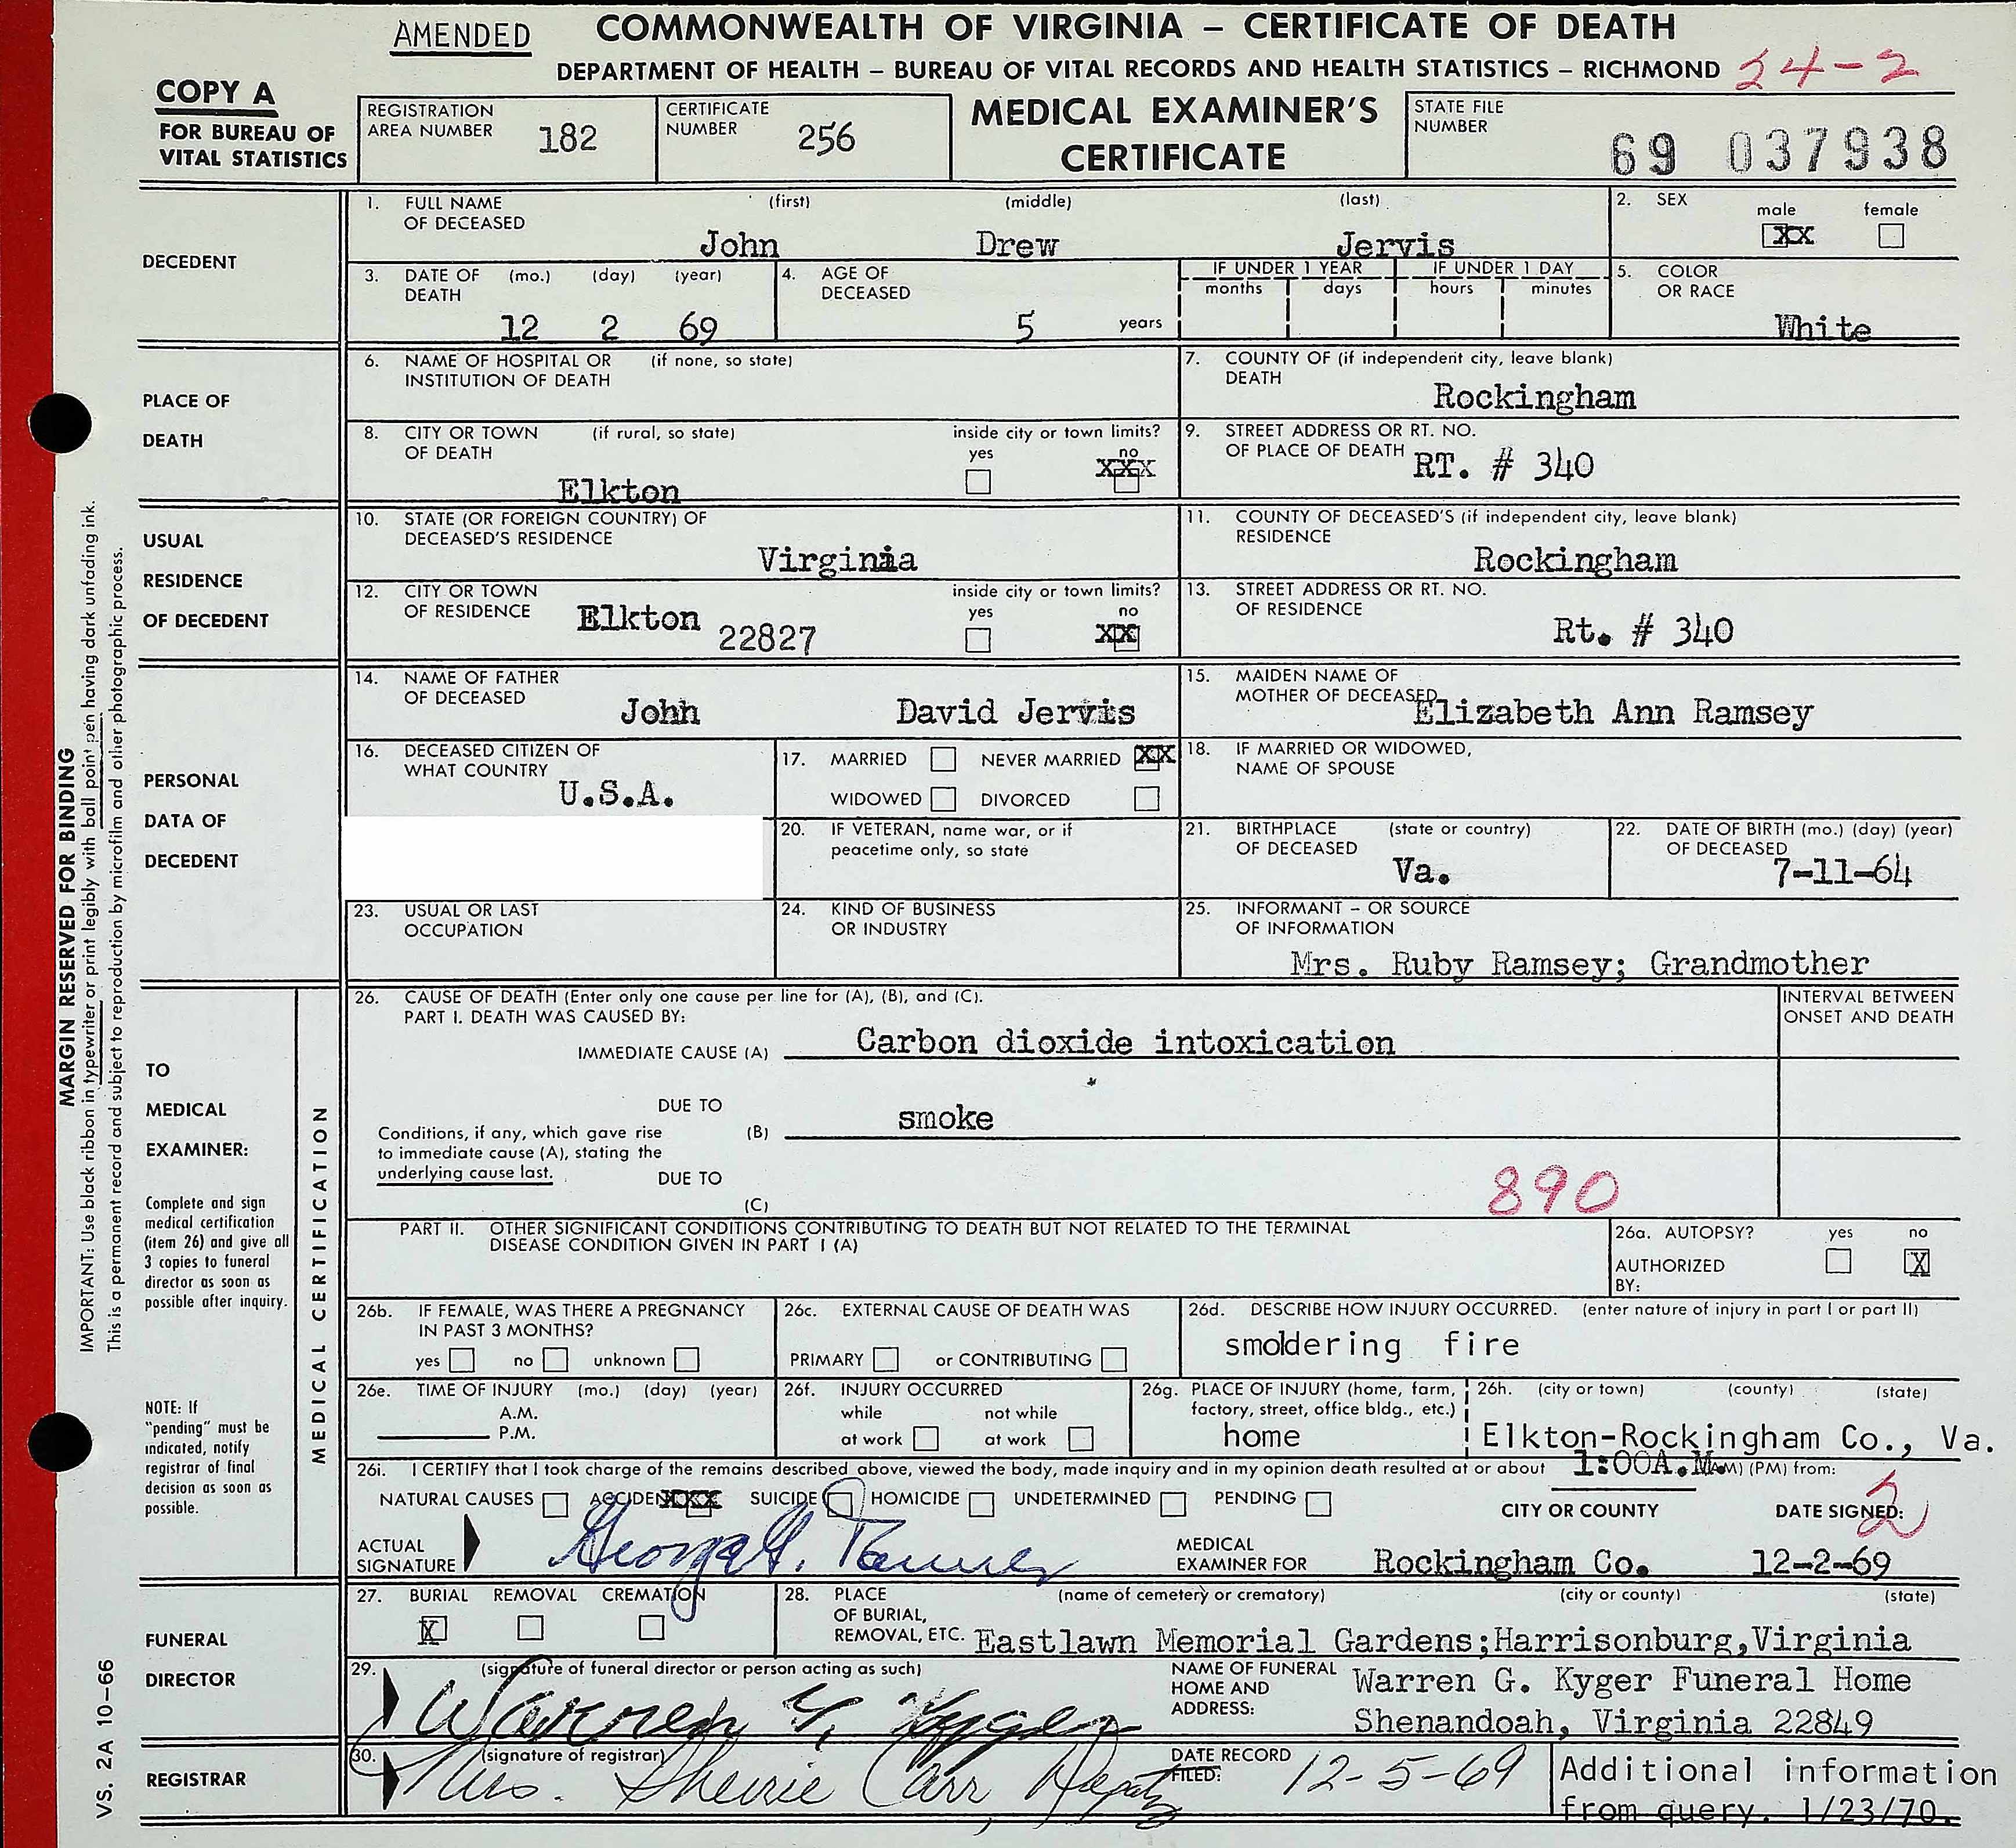 AMENDED COMMONWEALTH OF VIRGINIA – CERTIFICATE OF DEATH
DEPARTMENT OF HEALTH – BUREAU OF VITAL RECORDS AND HEALTH STATISTICS – RICHMOND 24-2
COPY A
FOR BUREAU OF
VITAL STATISTICS
REGISTRATION
AREA NUMBER 182
CERTIFICATE
NUMBER 256
MEDICAL EXAMINER'S
CERTIFICATE
STATE FILE
NUMBER
69 037938
DECEDENT
1. FULL NAME (first) (middle) (last)
OF DECEASED
John Drew Jervis
2. SEX
male female
XX
3. DATE OF (mo.) (day) (year)
DEATH
12 2 69
4. AGE OF
DECEASED
5 years
IF UNDER 1 YEAR IF UNDER 1 DAY
months days hours minutes
5. COLOR
OR RACE
White
PLACE OF
DEATH
6. NAME OF HOSPITAL OR (if none, so state)
INSTITUTION OF DEATH
7. COUNTY OF (if independent city, leave blank)
DEATH
Rockingham
8. CITY OR TOWN (if rural, so state) inside city or town limits?
OF DEATH yes no
Elkton XXX
9. STREET ADDRESS OR RT. NO.
OF PLACE OF DEATH RT. # 340
USUAL
RESIDENCE
OF DECEDENT
10. STATE (OR FOREIGN COUNTRY) OF
DECEASED'S RESIDENCE
Virginia
11. COUNTY OF DECEASED'S (if independent city, leave blank)
RESIDENCE
Rockingham
12. CITY OR TOWN inside city or town limits?
OF RESIDENCE Elkton 22827 yes no
XX
13. STREET ADDRESS OR RT. NO.
OF RESIDENCE
Rt. # 340
PERSONAL
DATA OF
DECEDENT
14. NAME OF FATHER
OF DECEASED
John David Jervis
15. MAIDEN NAME OF
MOTHER OF DECEASED Elizabeth Ann Ramsey
16. DECEASED CITIZEN OF
WHAT COUNTRY
U.S.A.
17. MARRIED NEVER MARRIED XX
WIDOWED DIVORCED
18. IF MARRIED OR WIDOWED,
NAME OF SPOUSE
20. IF VETERAN, name war, or if
peacetime only, so state
21. BIRTHPLACE (state or country)
OF DECEASED
Va.
22. DATE OF BIRTH (mo.) (day) (year)
OF DECEASED
7-11-64
23. USUAL OR LAST
OCCUPATION
24. KIND OF BUSINESS
OR INDUSTRY
25. INFORMANT – OR SOURCE
OF INFORMATION
Mrs. Ruby Ramsey; Grandmother
TO
MEDICAL
EXAMINER:
Complete and sign
medical certification
(item 26) and give all
3 copies to funeral
director as soon as
possible after inquiry.
NOTE: If
"pending" must be
indicated, notify
registrar of final
decision as soon as
possible.
MEDICAL CERTIFICATION
26. CAUSE OF DEATH (Enter only one cause per line for (A), (B), and (C).
PART I. DEATH WAS CAUSED BY:
INTERVAL BETWEEN
ONSET AND DEATH
IMMEDIATE CAUSE (A) Carbon dioxide intoxication
DUE TO
Conditions, if any, which gave rise (B) smoke
to immediate cause (A), stating the
underlying cause last. DUE TO
(C) 890
PART II. OTHER SIGNIFICANT CONDITIONS CONTRIBUTING TO DEATH BUT NOT RELATED TO THE TERMINAL
DISEASE CONDITION GIVEN IN PART I (A)
26a. AUTOPSY? yes no
AUTHORIZED X
BY:
26b. IF FEMALE, WAS THERE A PREGNANCY
IN PAST 3 MONTHS?
yes no unknown
26c. EXTERNAL CAUSE OF DEATH WAS
PRIMARY or CONTRIBUTING
26d. DESCRIBE HOW INJURY OCCURRED. (enter nature of injury in part I or part II)
smoldering fire
26e. TIME OF INJURY (mo.) (day) (year)
A.M.
P.M.
26f. INJURY OCCURRED
while not while
at work at work
26g. PLACE OF INJURY (home, farm,
factory, street, office bldg., etc.)
home
26h. (city or town) (county) (state)
Elkton-Rockingham Co., Va.
26i. I CERTIFY that I took charge of the remains described above, viewed the body, made inquiry and in my opinion death resulted at or about 1:00A.M. (AM) (PM) from:
NATURAL CAUSES ACCIDENT XXX SUICIDE HOMICIDE UNDETERMINED PENDING
CITY OR COUNTY DATE SIGNED: 2
ACTUAL
SIGNATURE George G. Tanner
MEDICAL
EXAMINER FOR Rockingham Co. 12-2-69
FUNERAL
DIRECTOR
27. BURIAL REMOVAL CREMATION
X
28. PLACE (name of cemetery or crematory) (city or county) (state)
OF BURIAL,
REMOVAL, ETC. Eastlawn Memorial Gardens;Harrisonburg,Virginia
29. (signature of funeral director or person acting as such)
Warren G. Kyger
NAME OF FUNERAL
HOME AND
ADDRESS:
Warren G. Kyger Funeral Home
Shenandoah, Virginia 22849
REGISTRAR
30. (signature of registrar)
Mrs. Sherrie Carr, Deputy
DATE RECORD
FILED: 12-5-69
Additional information
from query. 1/23/70.
MARGIN RESERVED FOR BINDING
IMPORTANT: Use black ribbon in typewriter or print legibly with ball point pen having dark unfading ink.
This is a permanent record and subject to reproduction by microfilm and other photographic process.
VS. 2A 10-66